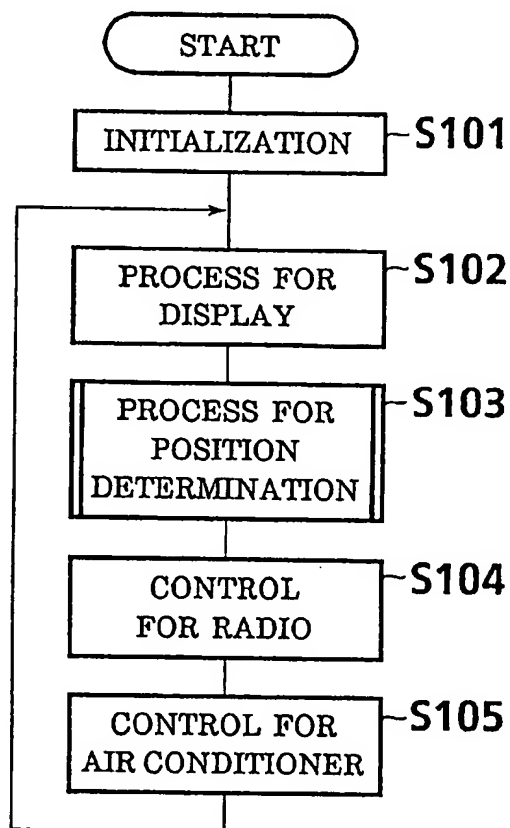 START
INITIALIZATION
S101
PROCESS FOR
DISPLAY
S102
PROCESS FOR
POSITION
DETERMINATION
S103
CONTROL
FOR RADIO
S104
CONTROL FOR
AIR CONDITIONER
S105